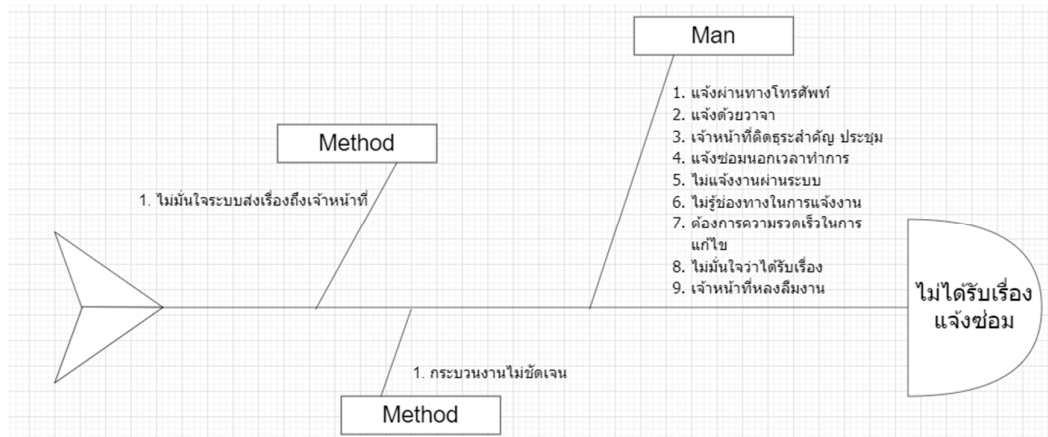 Man
1. แจ้งผ่านทางโทรศัพท์
2. แจ้งด้วยวาจา
3. เจ้าหน้าที่ติดธุระสำคัญ ประชุม
4. แจ้งซ่อมนอกเวลาทำการ
5. ไม่แจ้งงานผ่านระบบ
6. ไม่รู้ช่องทางในการแจ้งงาน
7. ต้องการความรวดเร็วในการ
แก้ไข
8. ไม่มั่นใจว่าได้รับเรื่อง
9. เจ้าหน้าที่หลงลืมงาน
Method
1. ไม่มั่นใจระบบส่งเรื่องถึงเจ้าหน้าที่
ไม่ได้รับเรื่อง
แจ้งซ่อม
1. กระบวนงานไม่ชัดเจน
Method